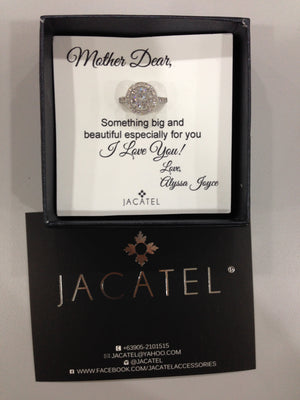 Mother Dear,
Something big and
beautiful especially for you
I Love You!
Love,
Alyssa Joyce
JACATEL
JACATEL®
+63905-2101515
JACATEL@YAHOO.COM
@JACATEL
WWW.FACEBOOK.COM/JACATELACCESSORIES